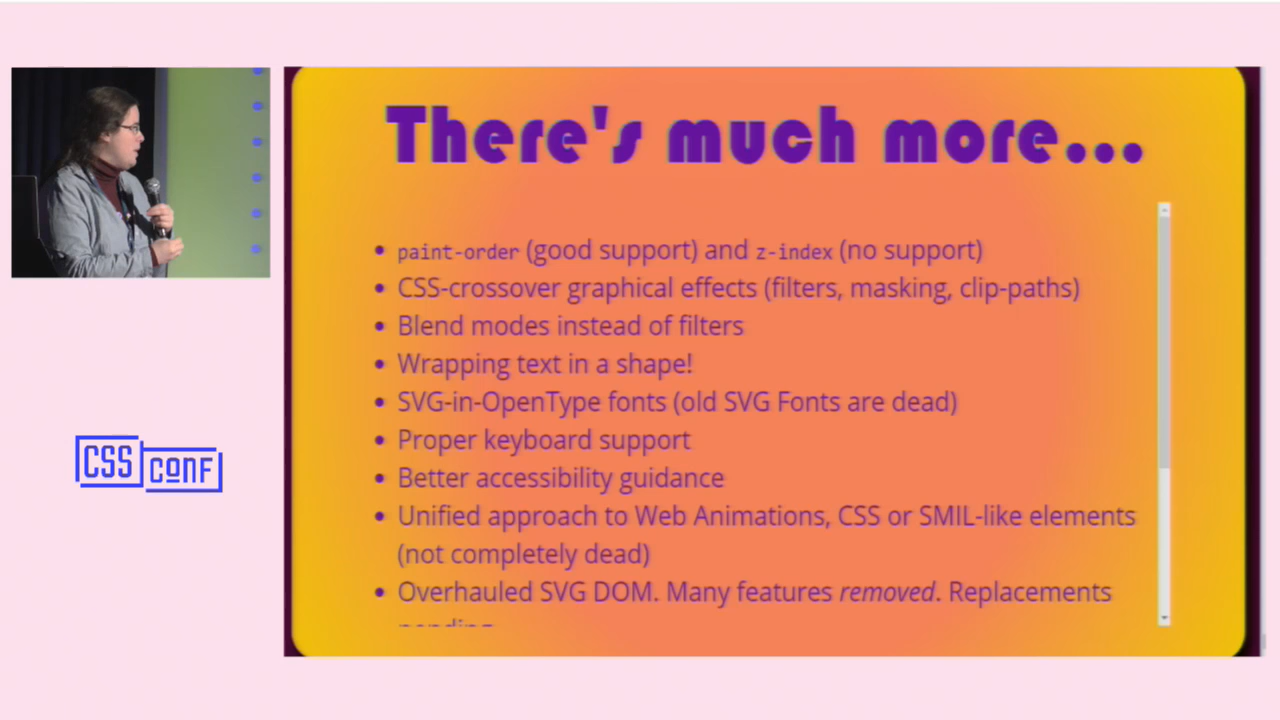 There's much more...
• paint-order (good support) and z-index (no support)
• CSS-crossover graphical effects (filters, masking, clip-paths)
• Blend modes instead of filters
• Wrapping text in a shape!
• SVG-in-OpenType fonts (old SVG Fonts are dead)
• Proper keyboard support
• Better accessibility guidance
• Unified approach to Web Animations, CSS or SMIL-like elements
(not completely dead)
• Overhauled SVG DOM. Many features removed. Replacements
CSS CONF